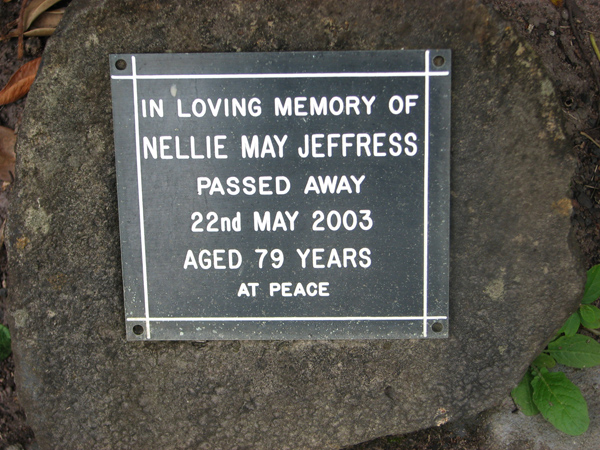 IN LOVING MEMORY OF
NELLIE MAY JEFFRESS
PASSED AWAY
22nd MAY 2003
AGED 79 YEARS
AT PEACE